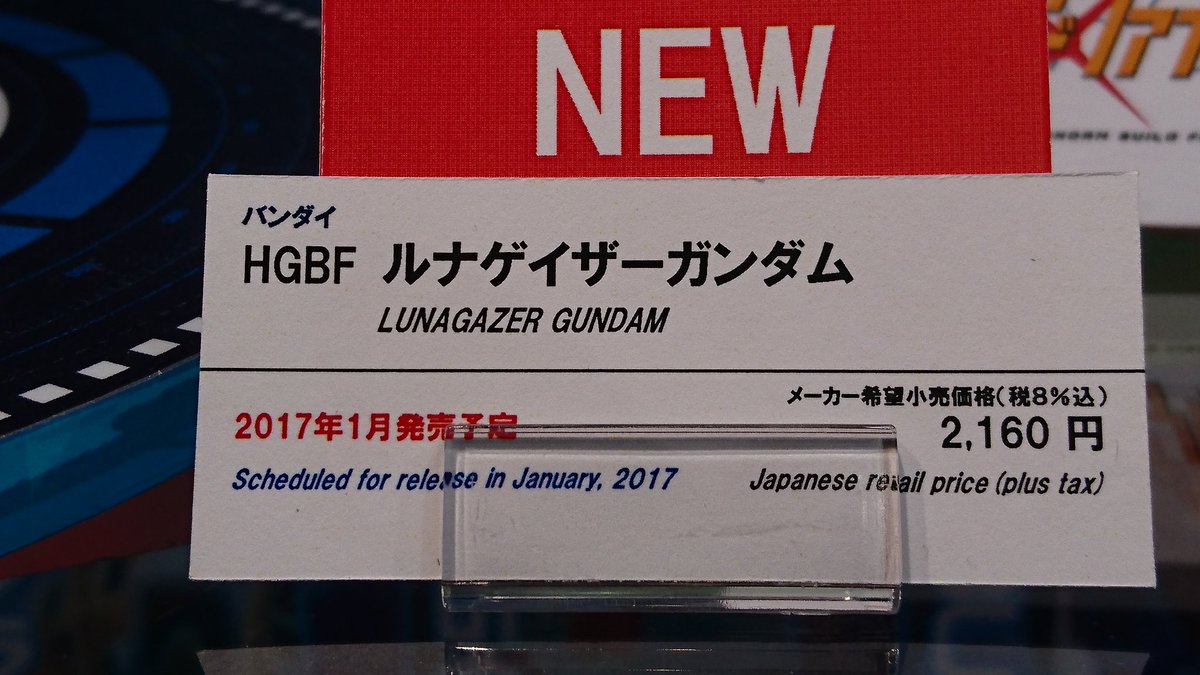 NEW
バンダイ
HGBF ルナゲイザーガンダム
LUNAGAZER GUNDAM
メーカー希望小売価格(税8%込)
2017年1月発売予定
2,160 円
Scheduled for release in January, 2017
Japanese retail price (plus tax)